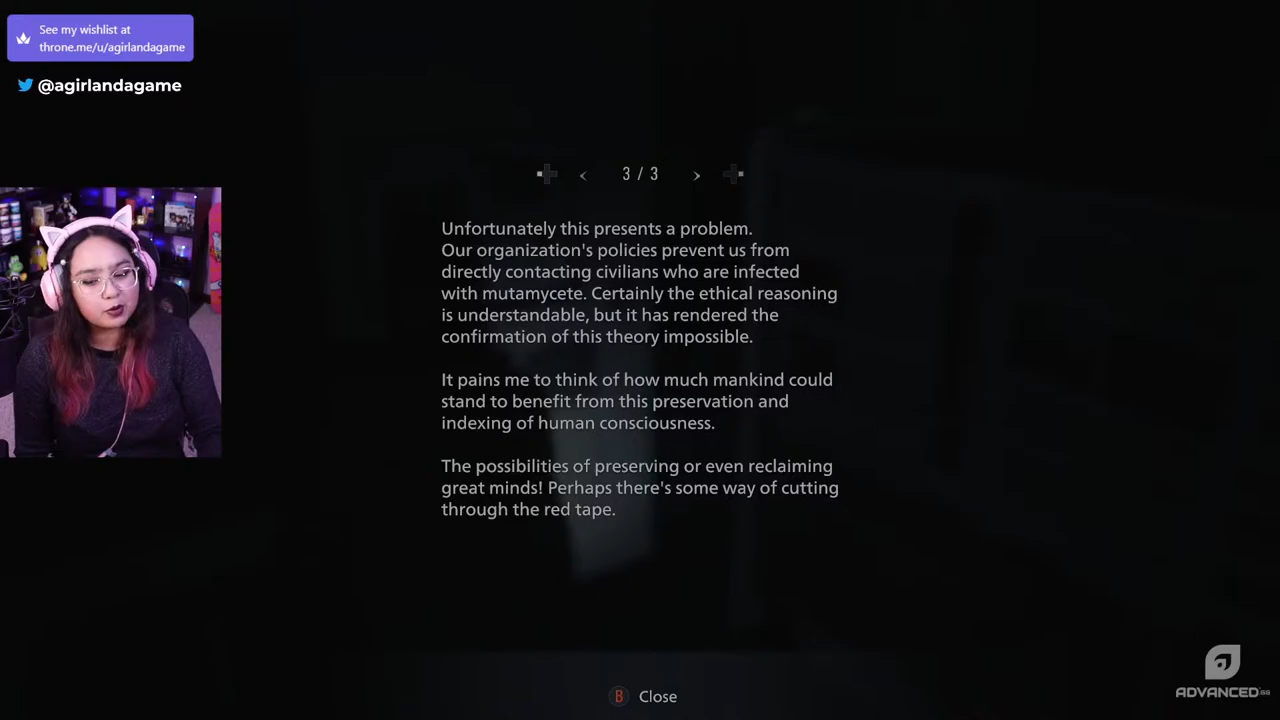 See my wishlist at
throne.me/u/agirlandagame
@agirlandagame
3 / 3
Unfortunately this presents a problem.
Our organization's policies prevent us from
directly contacting civilians who are infected
with mutamycete. Certainly the ethical reasoning
is understandable, but it has rendered the
confirmation of this theory impossible.
It pains me to think of how much mankind could
stand to benefit from this preservation and
indexing of human consciousness.
The possibilities of preserving or even reclaiming
great minds! Perhaps there's some way of cutting
through the red tape.
B Close
ADVANCED.GG